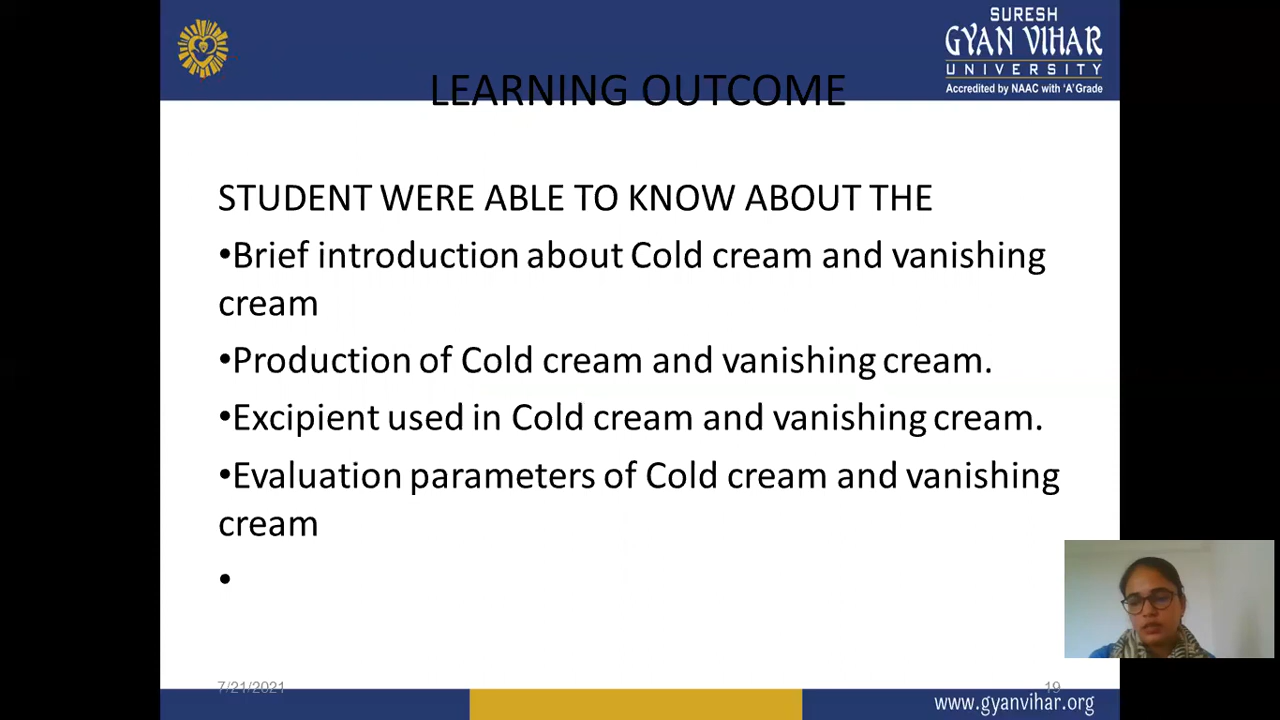 SURESH
GYAN VIHAR
UNIVERSITY
Accredited by NAAC with 'A' Grade
LEARNING OUTCOME
STUDENT WERE ABLE TO KNOW ABOUT THE
•Brief introduction about Cold cream and vanishing
cream
•Production of Cold cream and vanishing cream.
•Excipient used in Cold cream and vanishing cream.
•Evaluation parameters of Cold cream and vanishing
cream
•
7/21/2021
19
www.gyanvihar.org